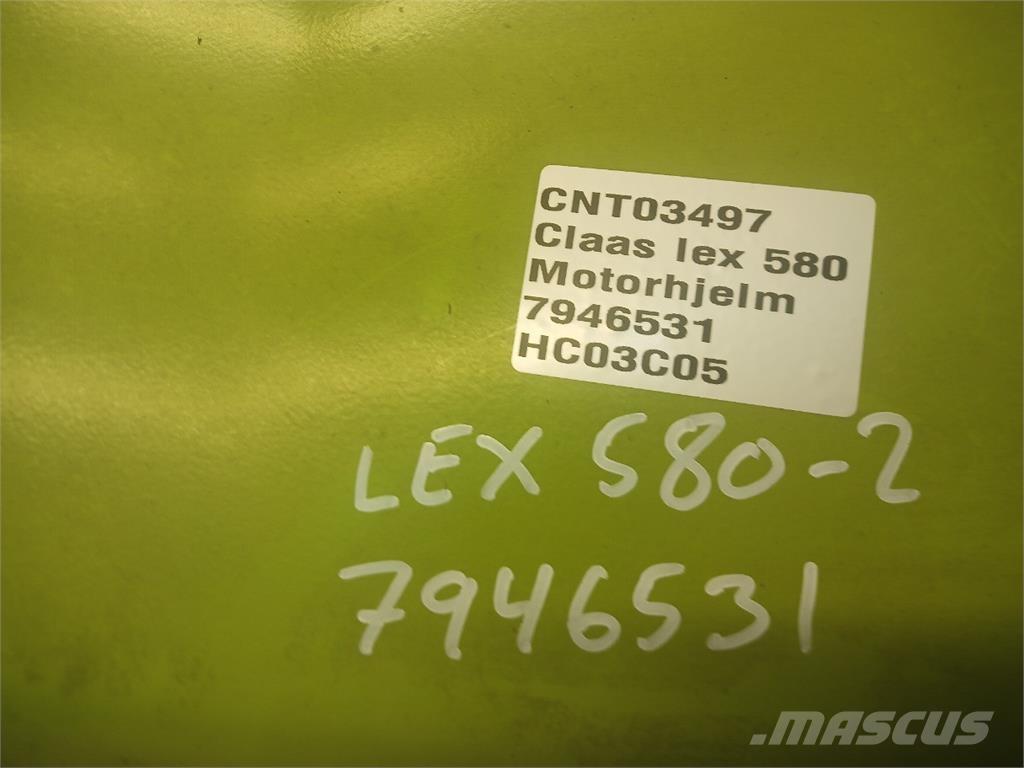 CNT03497
Claas lex 580
Motorhjelm
7946531
HC03C05
LEX 580-2
7946531
.MASCUS